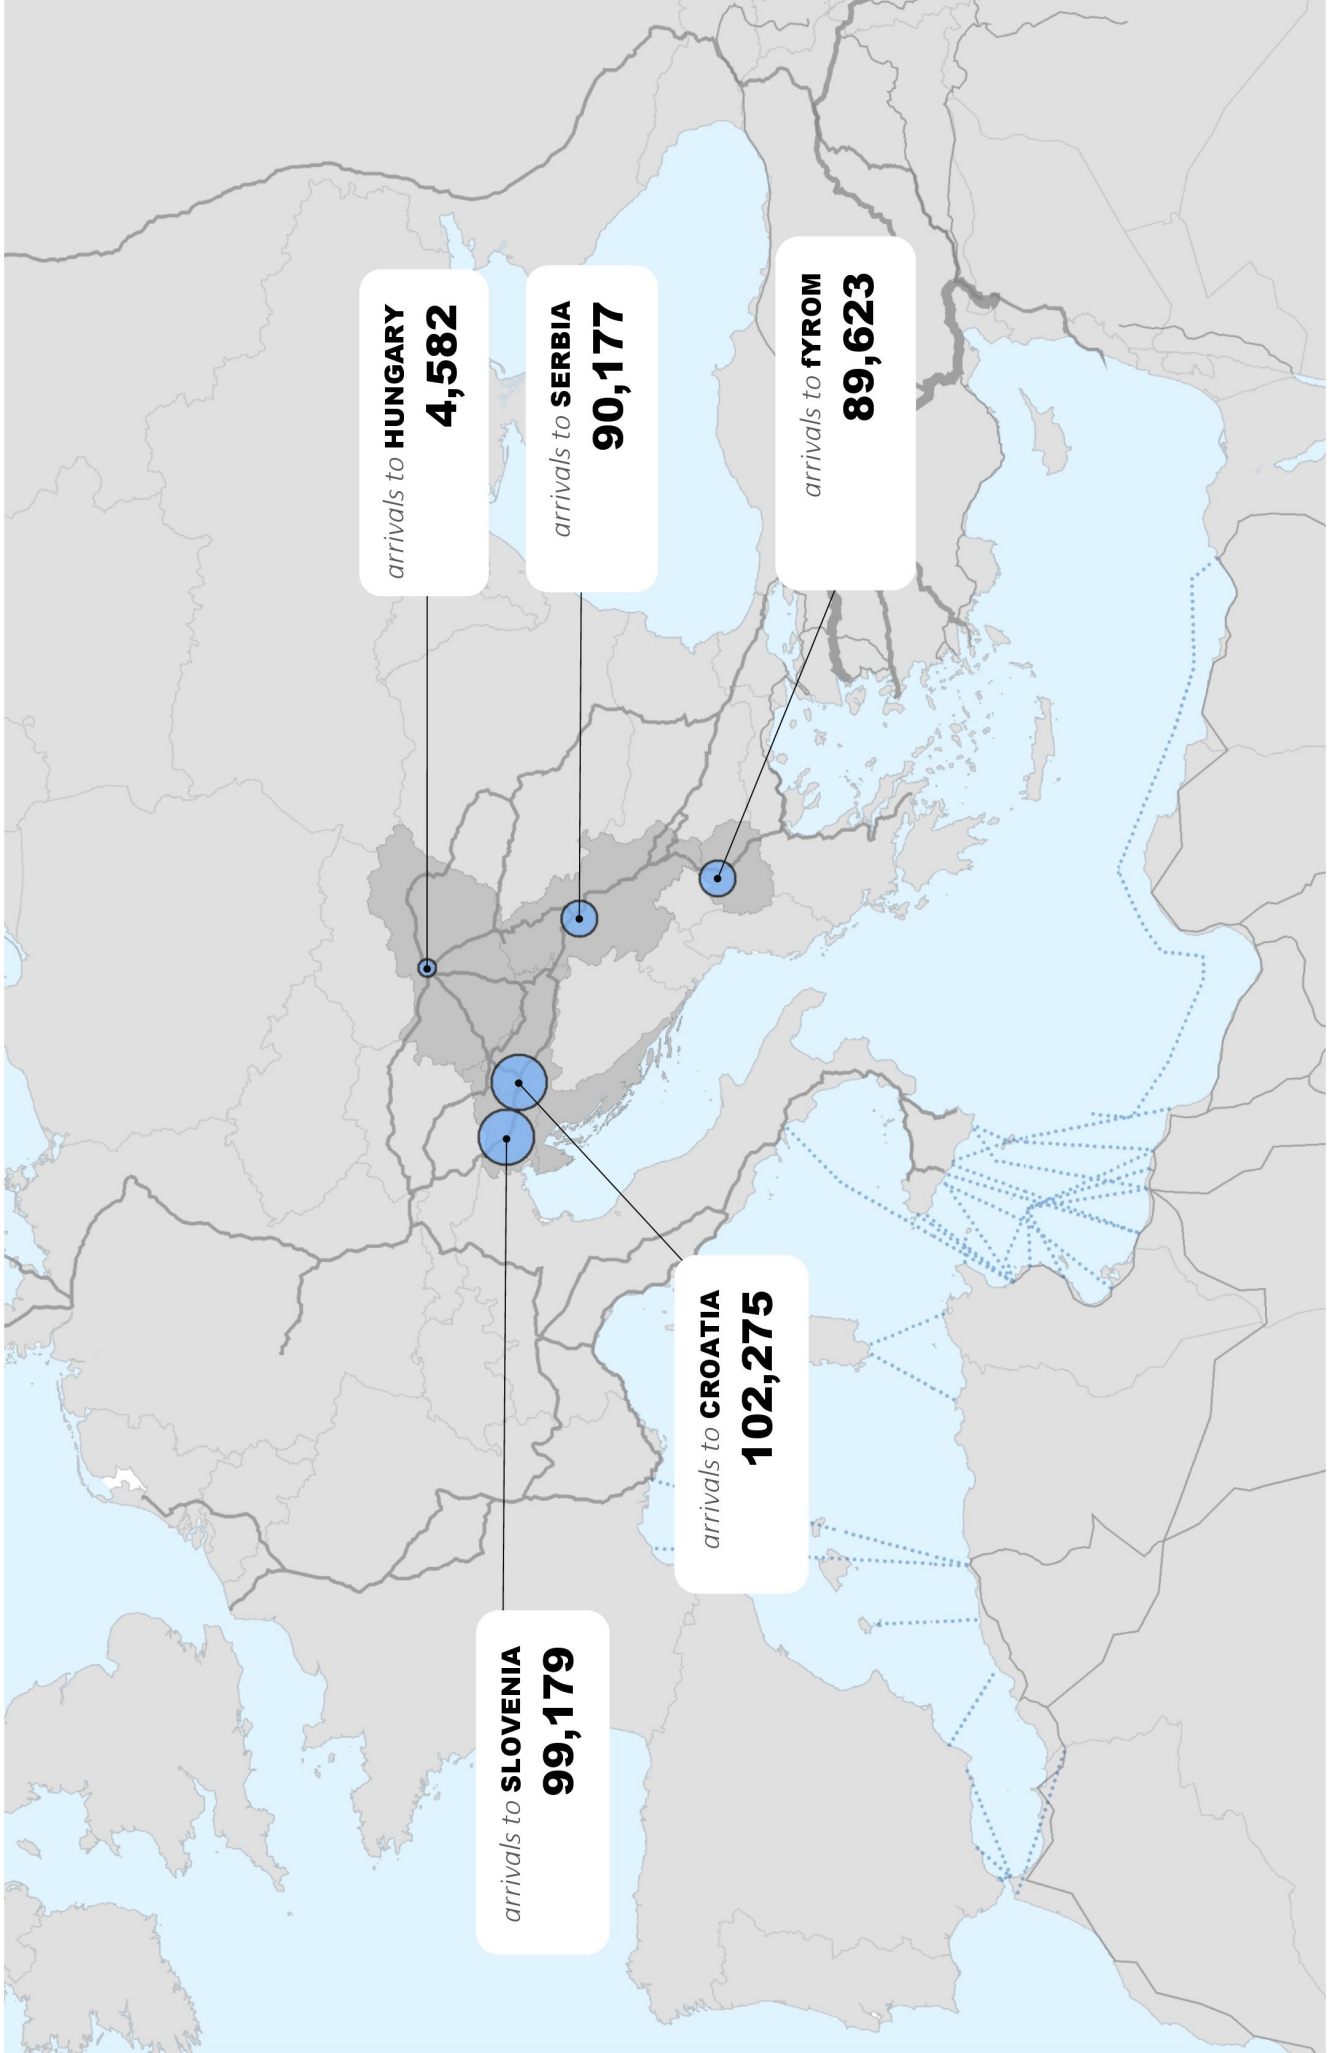 arrivals to HUNGARY
4,582
arrivals to SLOVENIA
99,179
arrivals to SERBIA
90,177
arrivals to CROATIA
102,275
arrivals to fYROM
89,623